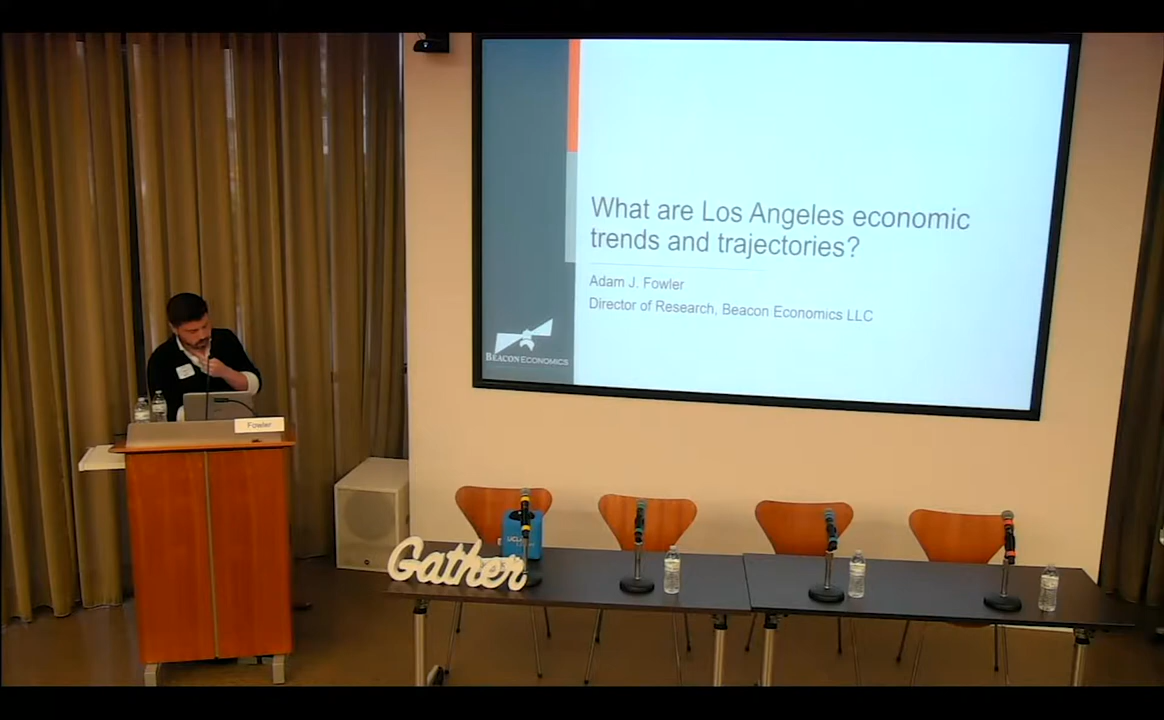 What are Los Angeles economic
trends and trajectories?
Adam J. Fowler
Director of Research, Beacon Economics LLC
BEACON ECONOMICS
Fowler
UCLA
Gather